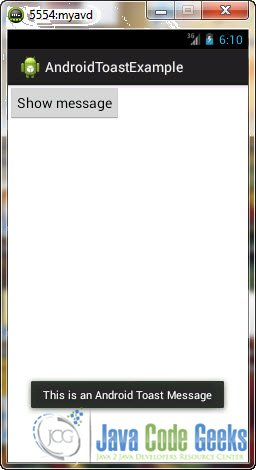 5554:myavd
3G 6:10
AndroidToastExample
Show message
This is an Android Toast Message
JCG
Java Code Geeks
JAVA 2 JAVA DEVELOPERS RESOURCE CENTER